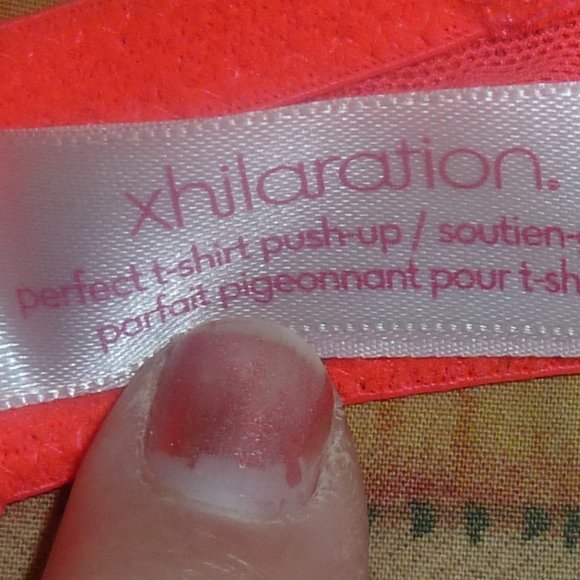 xhilaration.
perfect t-shirt push-up / soutien-
parfait pigeonnant pour t-sh